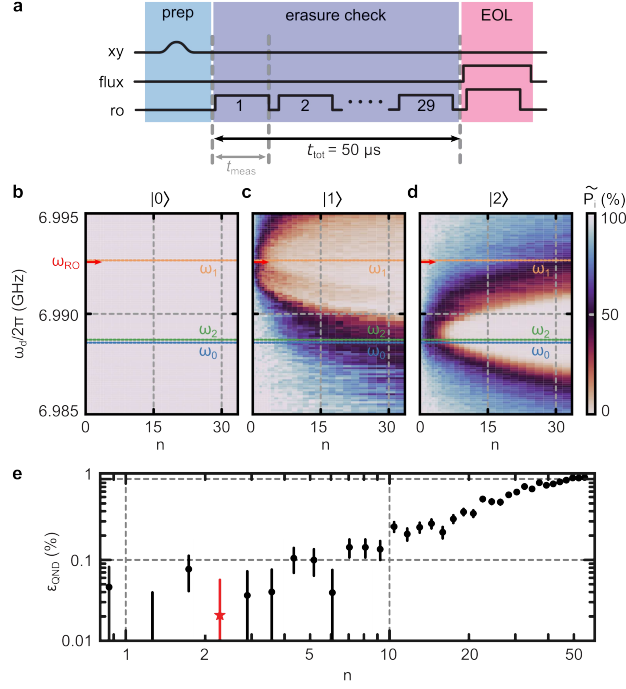 a
prep erasure check EOL
xy
flux
ro 1 2 29
t_tot = 50 μs
t_meas
b |0⟩ c |1⟩ d |2⟩ P̃_i (%)
6.995 100
ω_RO ω_1 ω_1 ω_1
6.990 50
ω_2 ω_2 ω_2
ω_0 ω_0 ω_0
6.985 0
ω_d/2π (GHz)
0 15 30 0 15 30 0 15 30
n n n
e
1
0.10
0.01
ε_QND (%)
1 2 5 10 20 50
n